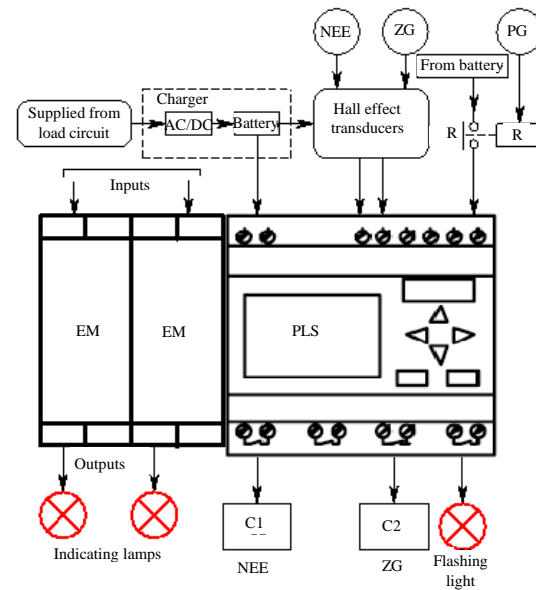 NEE
ZG
PG
From battery
Charger
Supplied from
load circuit
AC/DC
Battery
Hall effect
transducers
R
R
Inputs
EM
EM
PLS
Outputs
C1
C2
Indicating lamps
NEE
ZG
Flashing
light